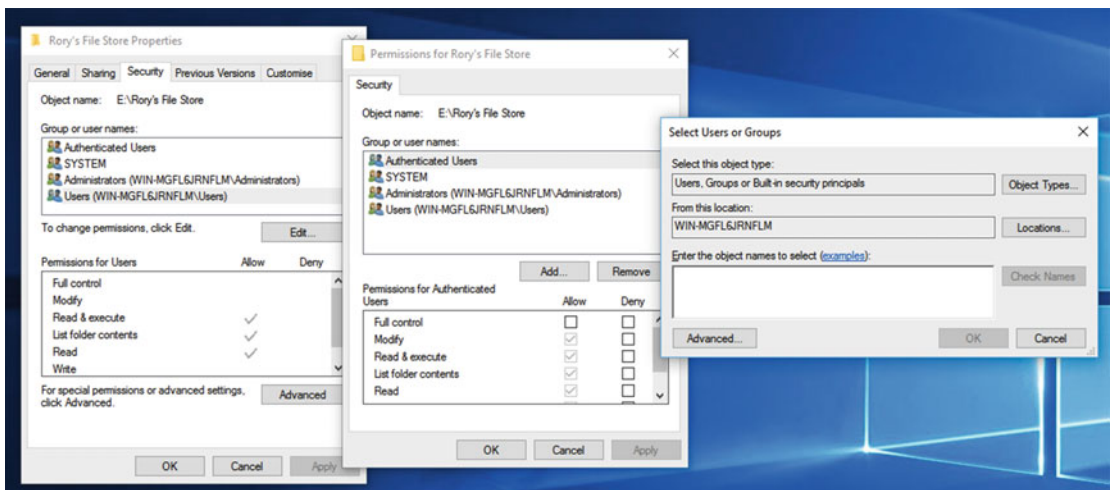 Rory's File Store Properties
General Sharing Security Previous Versions Customise
Object name: E:\Rory's File Store
Group or user names:
Authenticated Users
SYSTEM
Administrators (WIN-MGFL6JRNFLM\Administrators)
Users (WIN-MGFL6JRNFLM\Users)
To change permissions, click Edit.
Edit...
Permissions for Users Allow Deny
Full control
Modify
Read & execute
List folder contents
Read
Write
For special permissions or advanced settings,
click Advanced.
Advanced
OK Cancel Apply
Permissions for Rory's File Store
Security
Object name: E:\Rory's File Store
Group or user names:
Authenticated Users
SYSTEM
Administrators (WIN-MGFL6JRNFLM\Administrators)
Users (WIN-MGFL6JRNFLM\Users)
Add... Remove
Permissions for Authenticated
Users Allow Deny
Full control
Modify
Read & execute
List folder contents
Read
OK Cancel Apply
Select Users or Groups
Select this object type:
Users, Groups or Built-in security principals
Object Types...
From this location:
WIN-MGFL6JRNFLM
Locations...
Enter the object names to select (examples):
Check Names
Advanced... OK Cancel